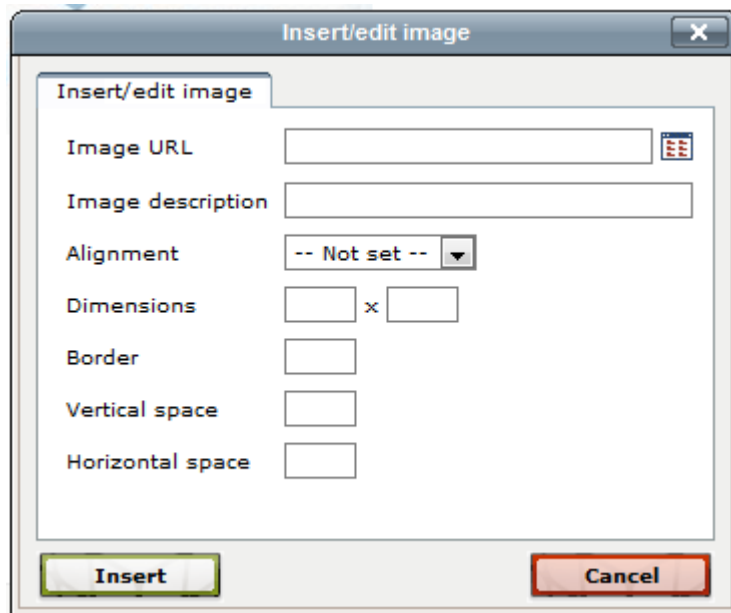 Insert/edit image
Insert/edit image
Image URL
Image description
Alignment -- Not set --
Dimensions x
Border
Vertical space
Horizontal space
Insert Cancel